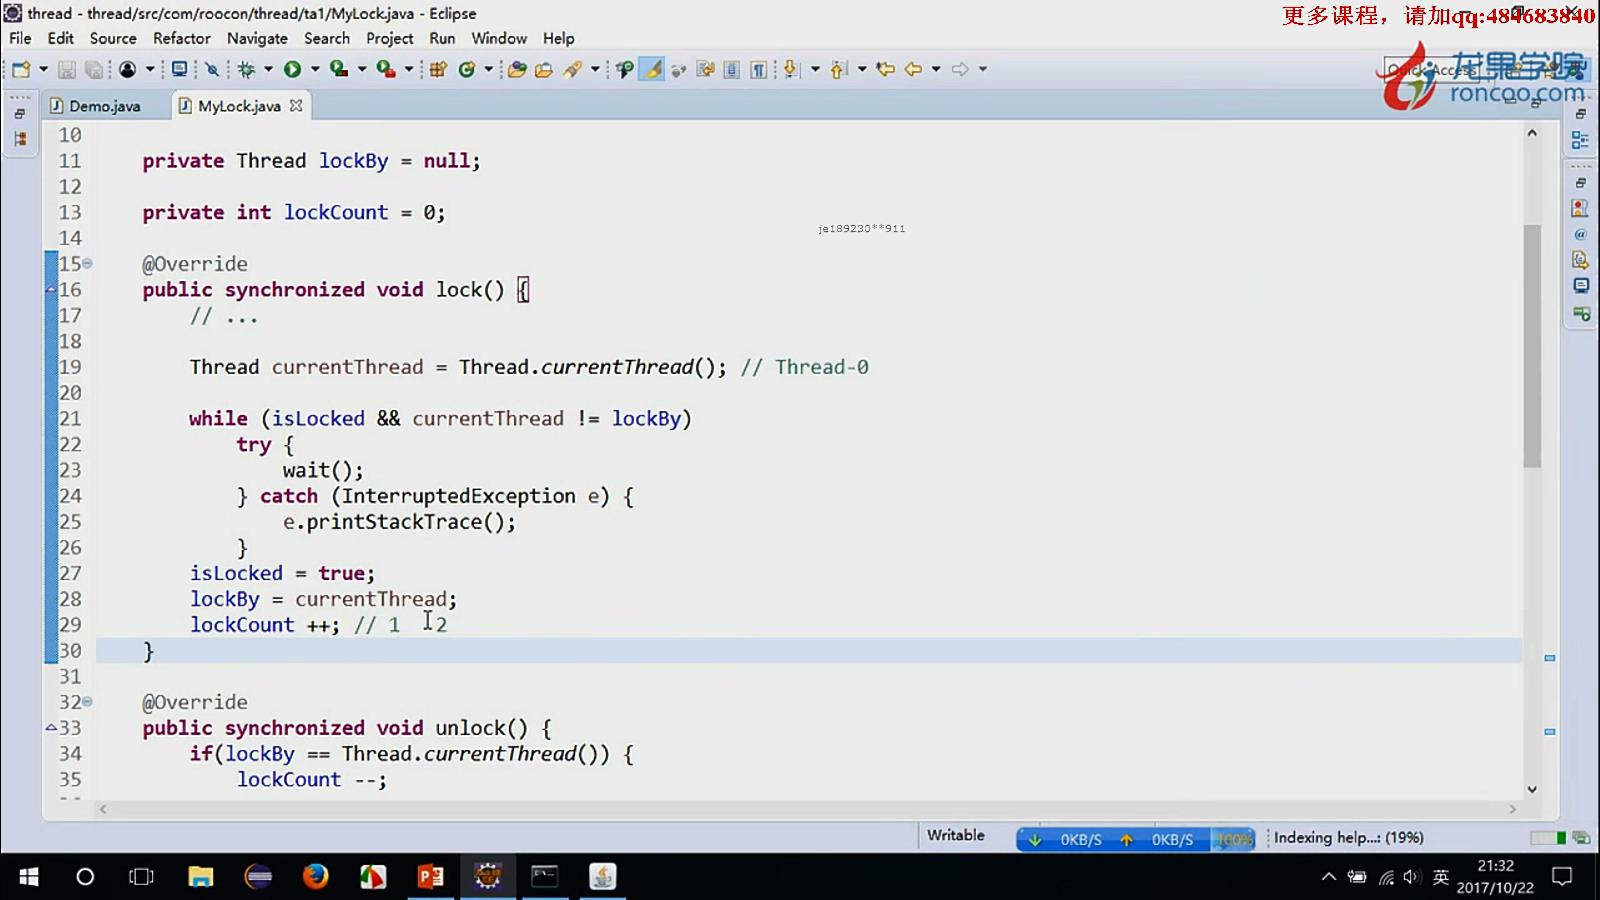 thread - thread/src/com/roocon/thread/ta1/MyLock.java - Eclipse
更多课程，请加qq:484683840
File Edit Source Refactor Navigate Search Project Run Window Help
Quick Access
龙果学院
roncoo.com
Demo.java MyLock.java
10
11 private Thread lockBy = null;
12
13 private int lockCount = 0;
14
je189230**911
15 @Override
16 public synchronized void lock() {
17 // ...
18
19 Thread currentThread = Thread.currentThread(); // Thread-0
20
21 while (isLocked && currentThread != lockBy)
22 try {
23 wait();
24 } catch (InterruptedException e) {
25 e.printStackTrace();
26 }
27 isLocked = true;
28 lockBy = currentThread;
29 lockCount ++; // 1 2
30 }
31
32 @Override
33 public synchronized void unlock() {
34 if(lockBy == Thread.currentThread()) {
35 lockCount --;
Writable
0KB/S 0KB/S 100%
Indexing help...: (19%)
英
21:32
2017/10/22